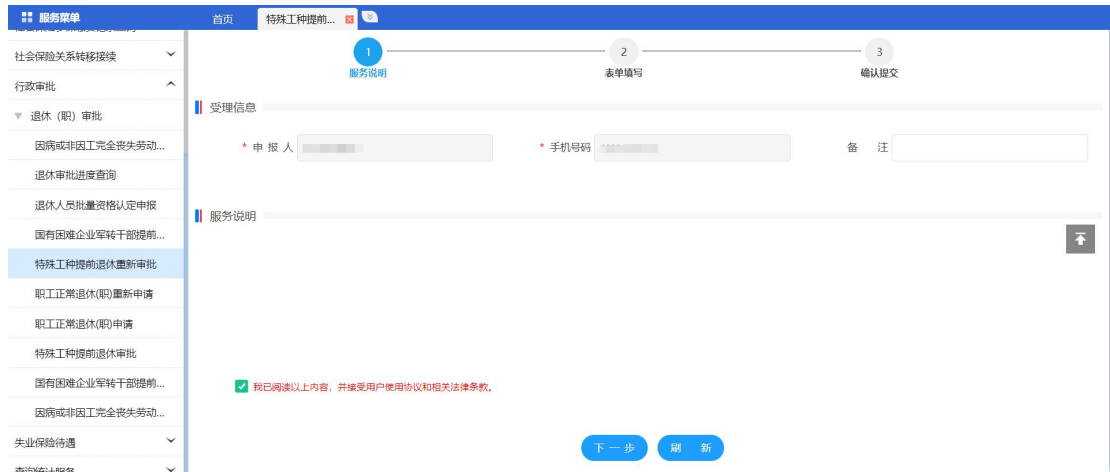 服务菜单
首页
特殊工种提前...
社会保险关系转移接续
行政审批
退休（职）审批
因病或非因工完全丧失劳动...
退休审批进度查询
退休人员批量资格认定申报
国有困难企业军转干部提前...
特殊工种提前退休重新审批
职工正常退休(职)重新申请
职工正常退休(职)申请
特殊工种提前退休审批
国有困难企业军转干部提前...
因病或非因工完全丧失劳动...
失业保险待遇
查询统计服务
1
服务说明
2
表单填写
3
确认提交
受理信息
* 申 报 人
* 手机号码
备 注
服务说明
我已阅读以上内容，并接受用户使用协议和相关法律条款。
下 一 步
刷 新